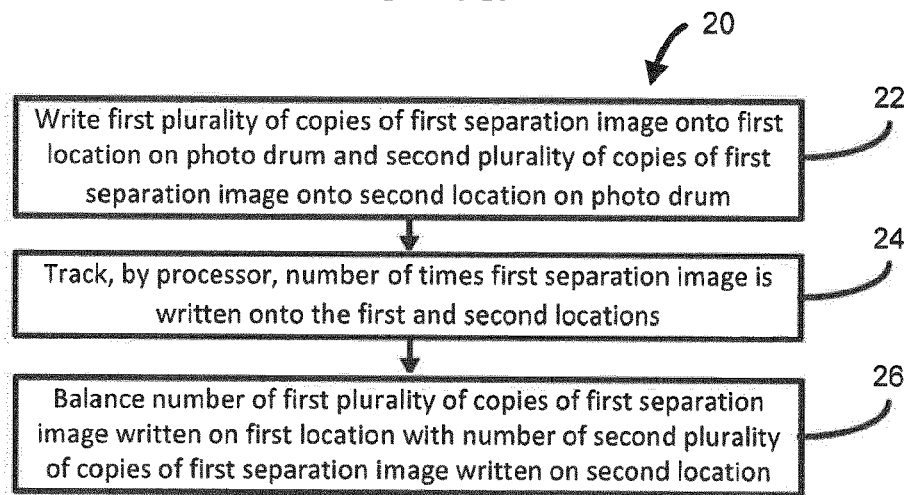 20
22
Write first plurality of copies of first separation image onto first
location on photo drum and second plurality of copies of first
separation image onto second location on photo drum
24
Track, by processor, number of times first separation image is
written onto the first and second locations
26
Balance number of first plurality of copies of first separation
image written on first location with number of second plurality
of copies of first separation image written on second location